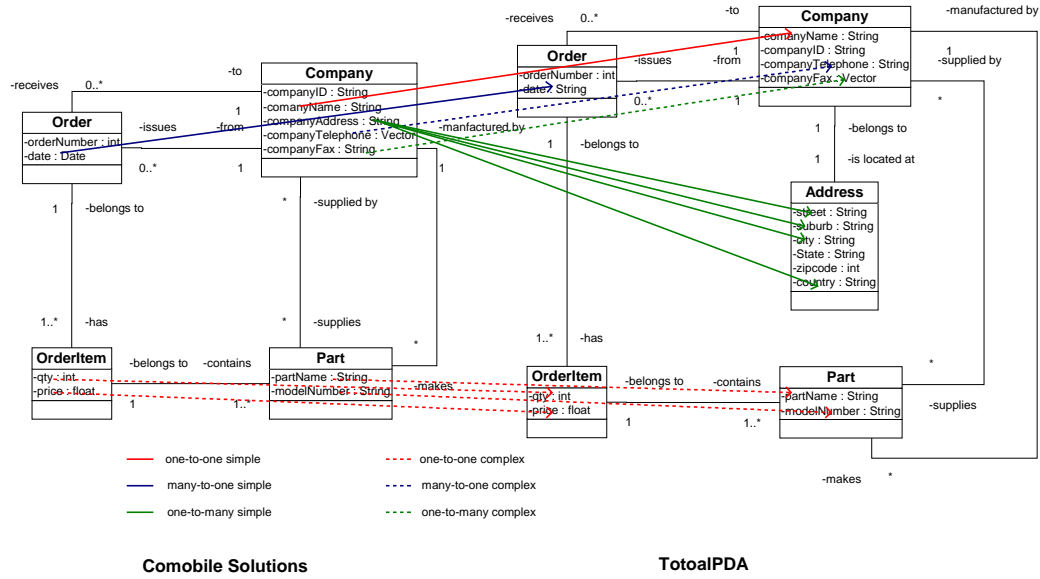 -receives
0..*
-to
Company
-manufactured by
-comanyName : String
-companyID : String
-companyTelephone : String
-companyFax : Vector
1
1
-supplied by
*
Order
-orderNumber : int
-date : String
-issues
-from
0..*
1
-to
Company
-companyID : String
-comanyName : String
-companyAddress : String
-companyTelephone : Vector
-companyFax : String
-receives
0..*
1
Order
-orderNumber : int
-date : Date
-issues
-from
0..*
1
-manfactured by
1
1
-belongs to
1
-belongs to
1
-is located at
Address
-street : String
-suburb : String
-city : String
-State : String
-zipcode : int
-country : String
1
-belongs to
*
-supplied by
1..*
-has
*
-supplies
*
1..*
-has
OrderItem
-qty : int
-price : float
-belongs to
-contains
1
1..*
Part
-partName : String
-modelNumber : String
-makes
OrderItem
-qty : int
-price : float
-belongs to
-contains
1
1..*
Part
-partName : String
-modelNumber : String
*
-supplies
-makes
*
one-to-one simple
one-to-one complex
many-to-one simple
many-to-one complex
one-to-many simple
one-to-many complex
Comobile Solutions
TotoalPDA